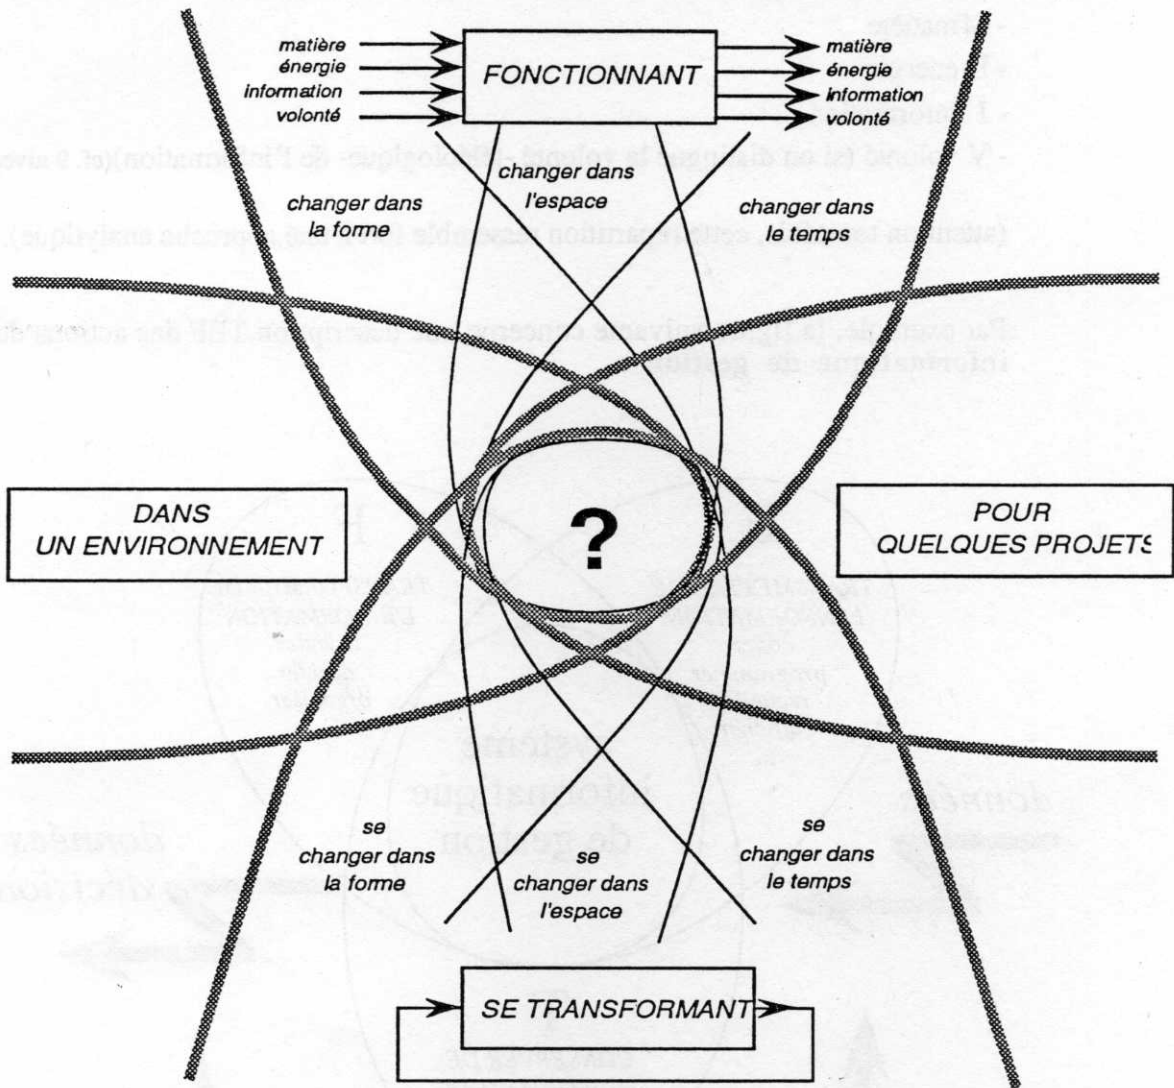 matière
énergie
information
volonté
FONCTIONNANT
matière
énergie
information
volonté
changer dans
la forme
changer dans
l'espace
changer dans
le temps
DANS
UN ENVIRONNEMENT
?
POUR
QUELQUES PROJETS
se
changer dans
la forme
se
changer dans
l'espace
se
changer dans
le temps
SE TRANSFORMANT